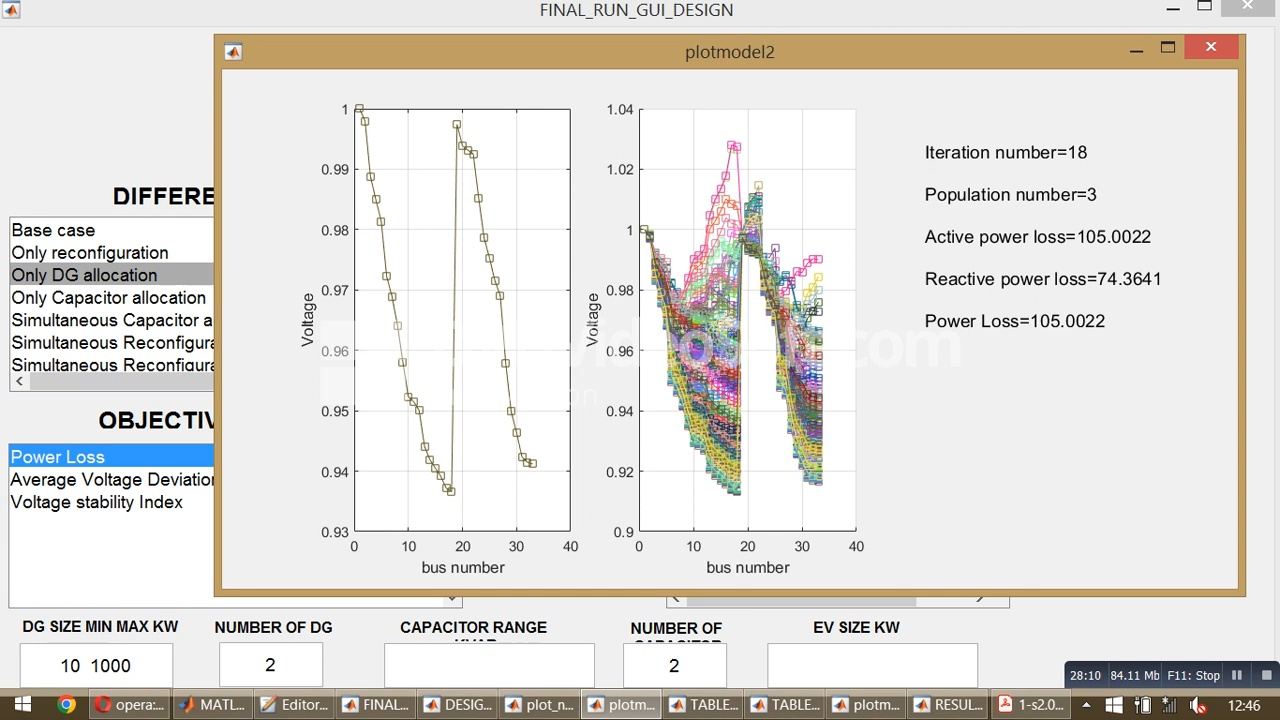 FINAL_RUN_GUI_DESIGN
plotmodel2
DIFFERE
Base case
Only reconfiguration
Only DG allocation
Only Capacitor allocation
Simultaneous Capacitor a
Simultaneous Reconfigura
Simultaneous Reconfigura
OBJECTIV
Power Loss
Average Voltage Deviation
Voltage stability Index
1
0.99
0.98
0.97
0.96
0.95
0.94
0.93
Voltage
0 10 20 30 40
bus number
1.04
1.02
1
0.98
0.96
0.94
0.92
0.9
Voltage
0 10 20 30 40
bus number
Iteration number=18
Population number=3
Active power loss=105.0022
Reactive power loss=74.3641
Power Loss=105.0022
DG SIZE MIN MAX KW
10 1000
NUMBER OF DG
2
CAPACITOR RANGE
KVAR
NUMBER OF
CAPACITOR
2
EV SIZE KW
28:10 84.11 Mb F11: Stop
opera:... MATL... Editor... FINAL... DESIG... plot_n... plotm... TABLE... TABLE... plotm... RESUL... 1-s2.0... 12:46